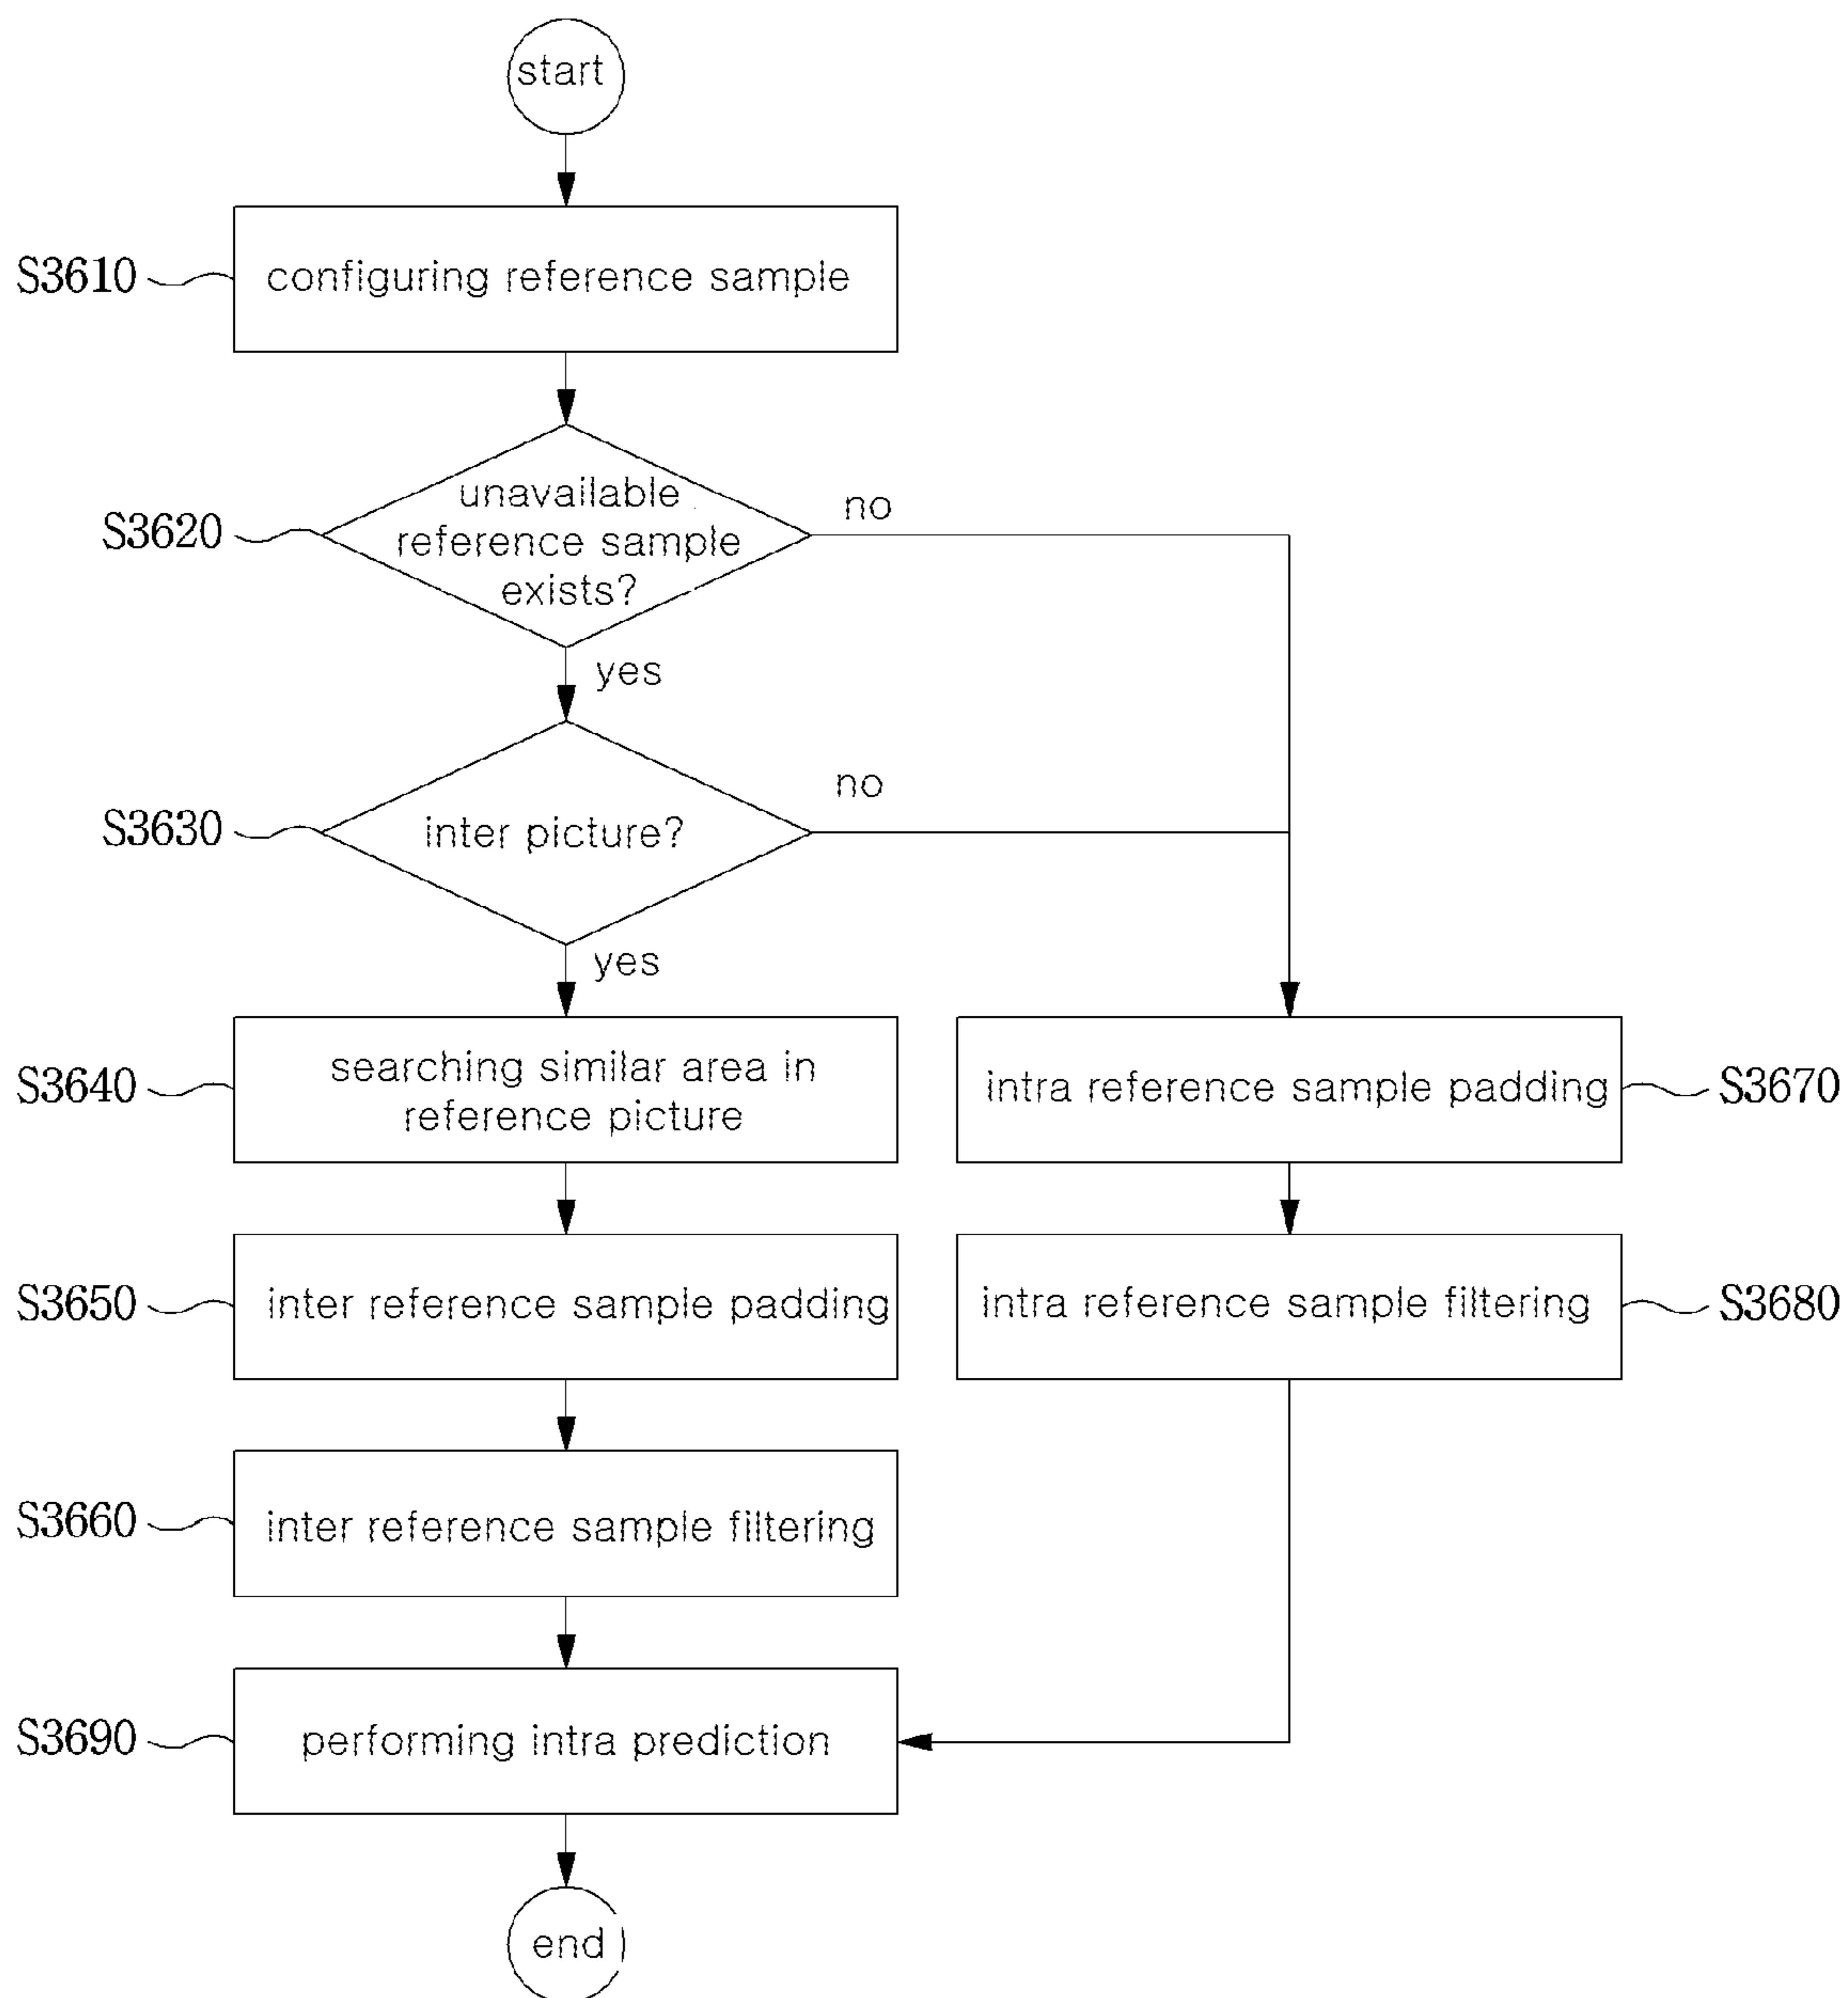 start
S3610
configuring reference sample
S3620
unavailable
reference sample
exists?
no
yes
S3630
inter picture?
no
yes
S3640
searching similar area in
reference picture
intra reference sample padding
S3670
S3650
inter reference sample padding
intra reference sample filtering
S3680
S3660
inter reference sample filtering
S3690
performing intra prediction
end